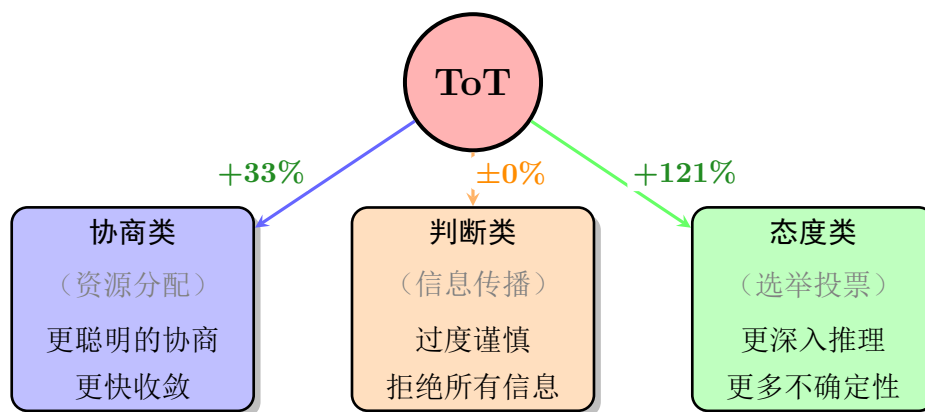 ToT
+33%
±0%
+121%
协商类
（资源分配）
更聪明的协商
更快收敛
判断类
（信息传播）
过度谨慎
拒绝所有信息
态度类
（选举投票）
更深入推理
更多不确定性